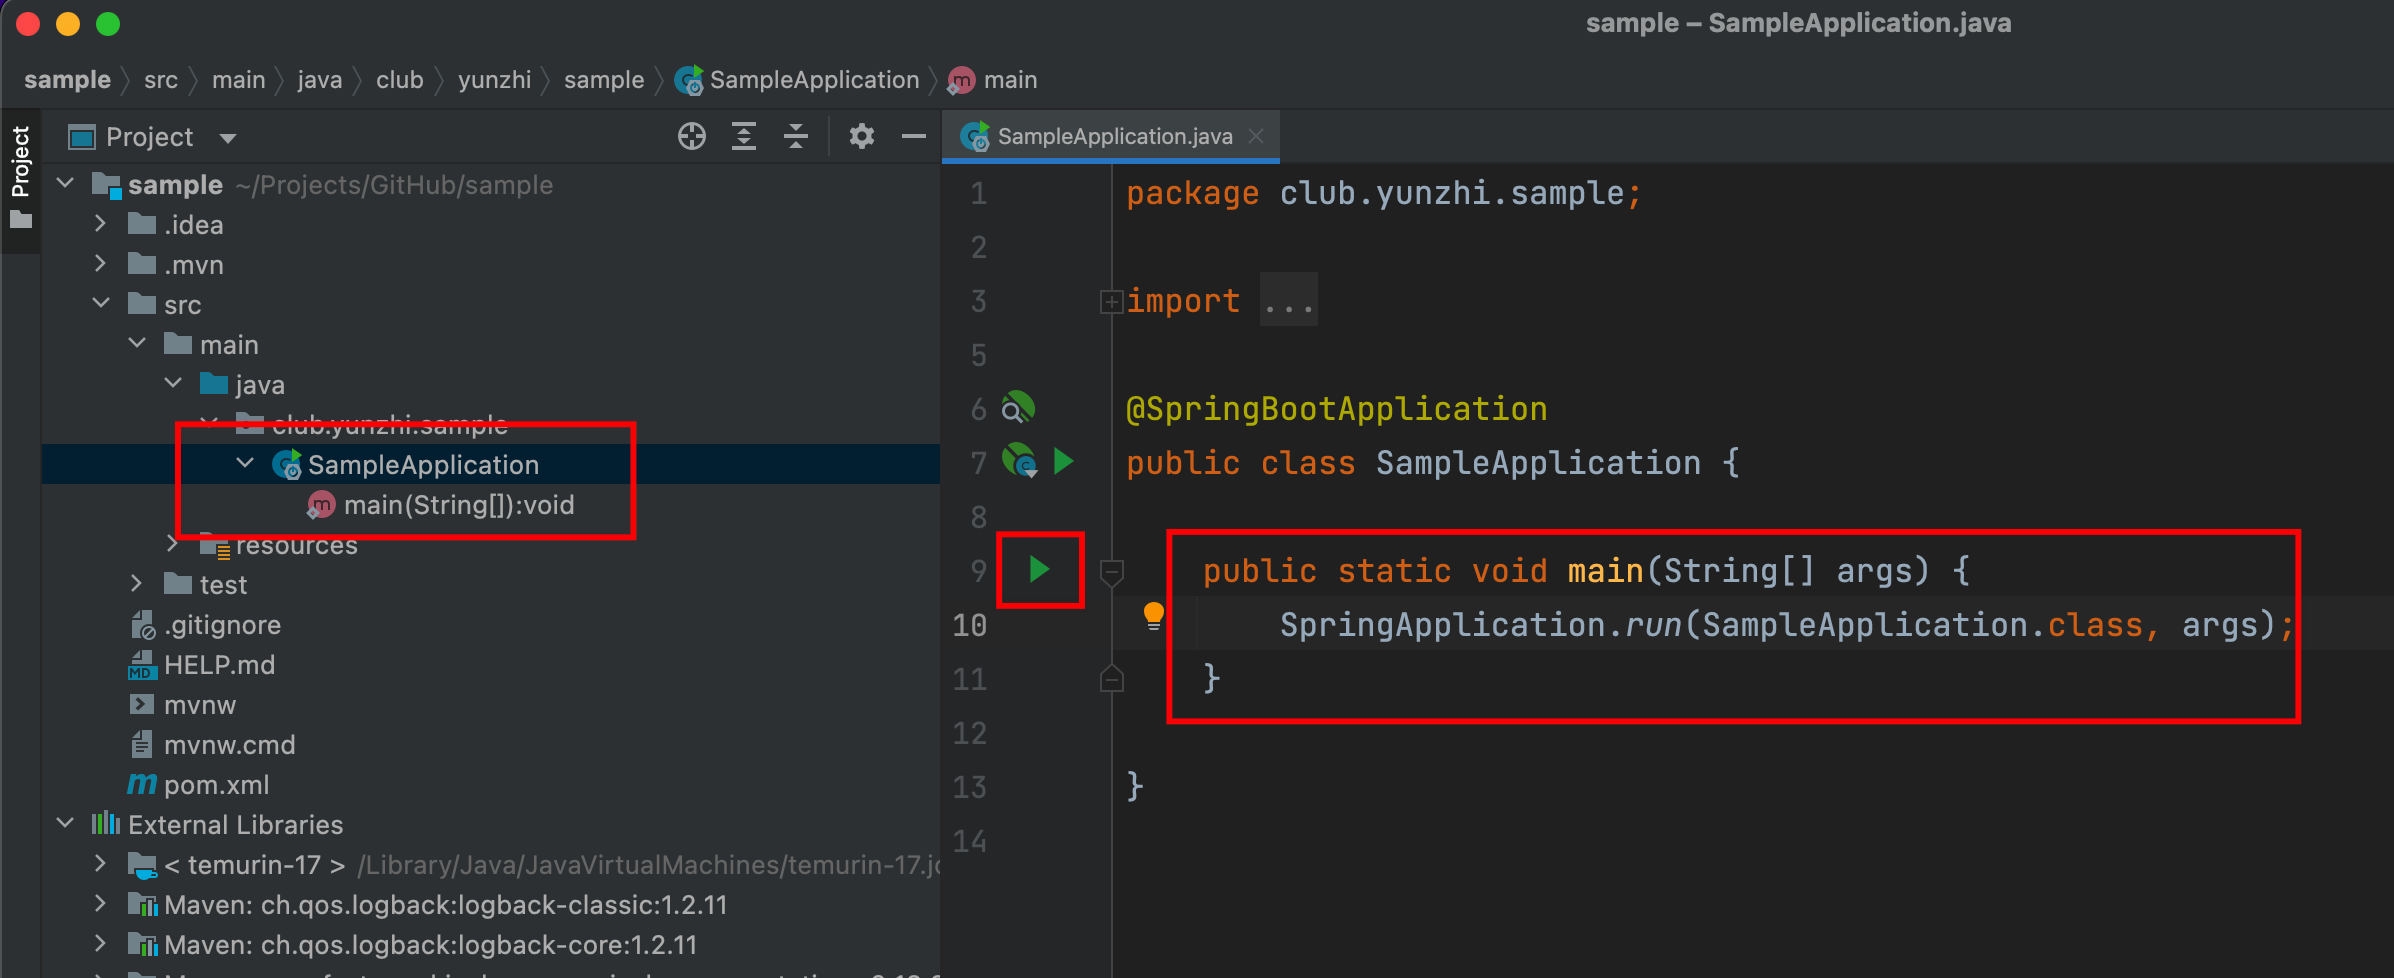 sample – SampleApplication.java
sample src main java club yunzhi sample SampleApplication main
Project
Project
sample ~/Projects/GitHub/sample
.idea
.mvn
src
main
java
club.yunzhi.sample
SampleApplication
main(String[]):void
resources
test
.gitignore
HELP.md
mvnw
mvnw.cmd
pom.xml
External Libraries
< temurin-17 > /Library/Java/JavaVirtualMachines/temurin-17.jd
Maven: ch.qos.logback:logback-classic:1.2.11
Maven: ch.qos.logback:logback-core:1.2.11
SampleApplication.java
1 package club.yunzhi.sample;
2
3 import ...
5
6 @SpringBootApplication
7 public class SampleApplication {
8
9 public static void main(String[] args) {
10 SpringApplication.run(SampleApplication.class, args);
11 }
12
13 }
14